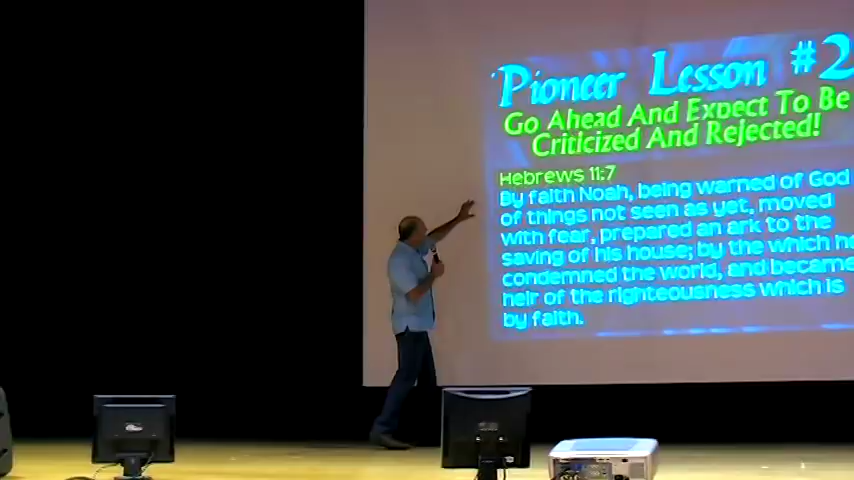 Pioneer Lesson #2
Go Ahead And Expect To Be
Criticized And Rejected!
Hebrews 11:7
By faith Noah, being warned of God
of things not seen as yet, moved
with fear, prepared an ark to the
saving of his house; by the which he
condemned the world, and became
heir of the righteousness which is
by faith.